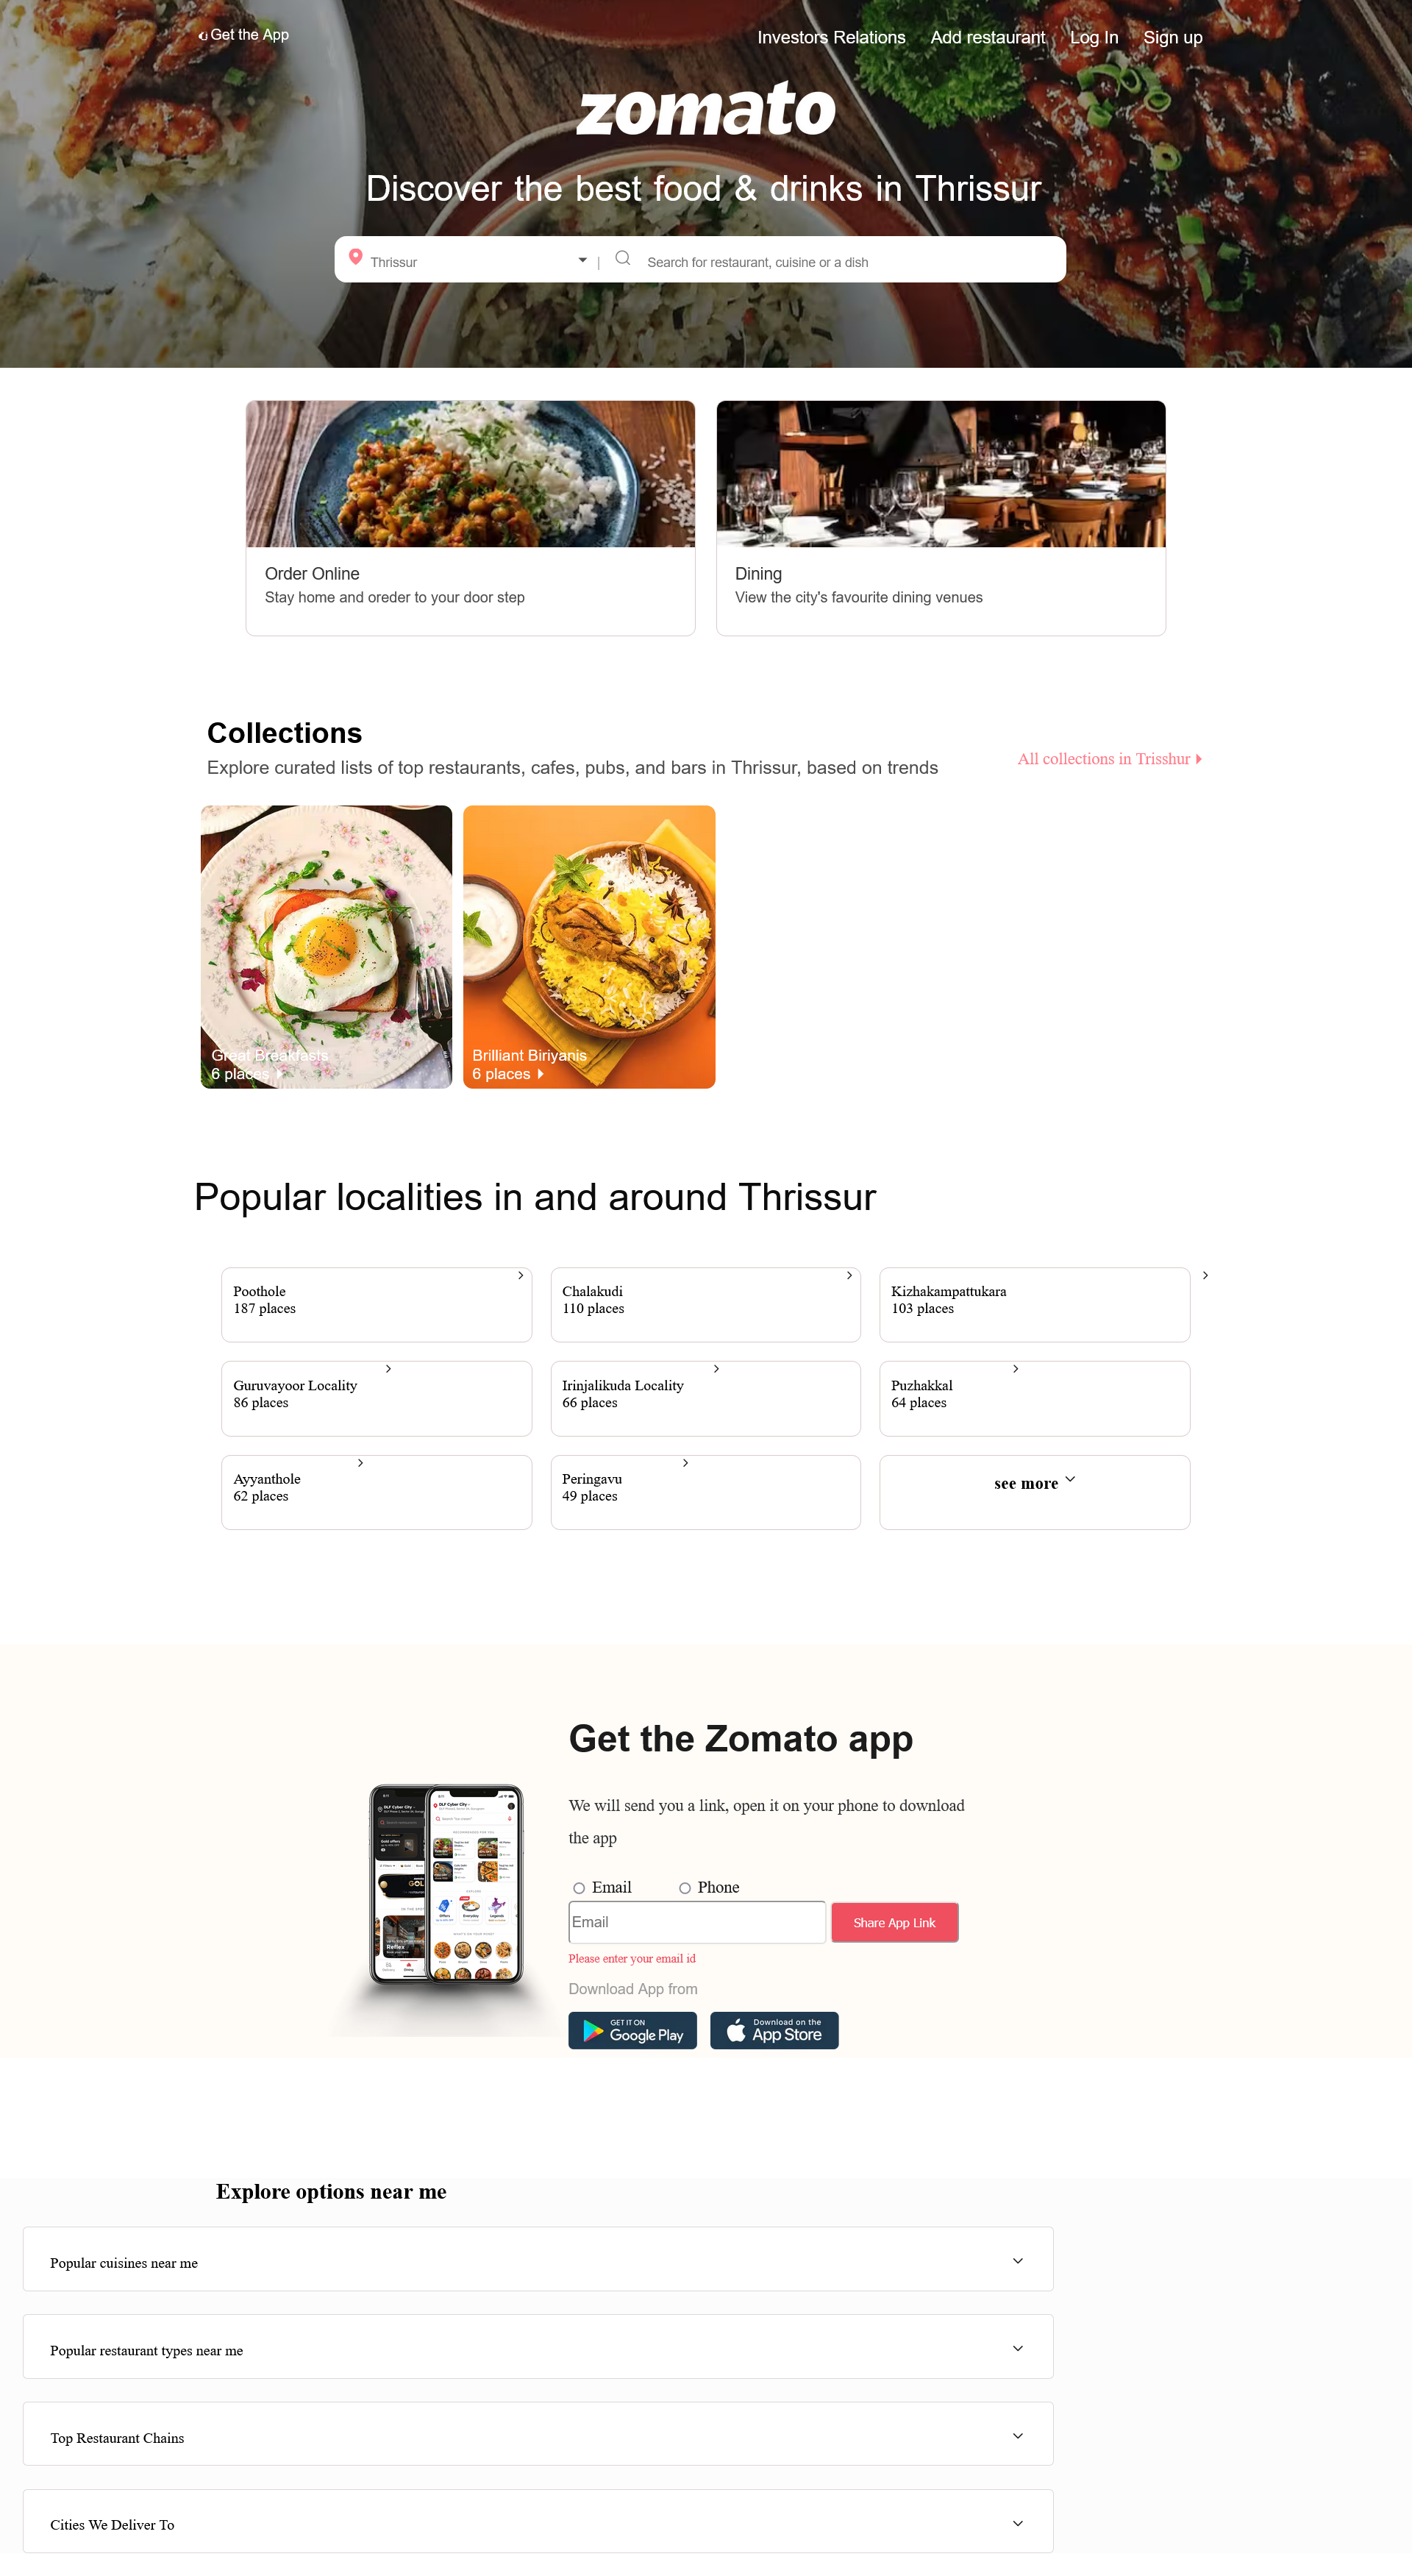 Get the App
Investors Relations Add restaurant Log In Sign up
zomato
Discover the best food & drinks in Thrissur
Thrissur | Search for restaurant, cuisine or a dish
Order Online
Stay home and oreder to your door step
Dining
View the city's favourite dining venues
Collections
Explore curated lists of top restaurants, cafes, pubs, and bars in Thrissur, based on trends
All collections in Trisshur
Great Breakfasts
6 places
Brilliant Biriyanis
6 places
Popular localities in and around Thrissur
Poothole
187 places
Chalakudi
110 places
Kizhakampattukara
103 places
Guruvayoor Locality
86 places
Irinjalikuda Locality
66 places
Puzhakkal
64 places
Ayyanthole
62 places
Peringavu
49 places
see more
Get the Zomato app
We will send you a link, open it on your phone to download
the app
Email Phone
Email
Share App Link
Please enter your email id
Download App from
GET IT ON
Google Play
Download on the
App Store
Explore options near me
Popular cuisines near me
Popular restaurant types near me
Top Restaurant Chains
Cities We Deliver To